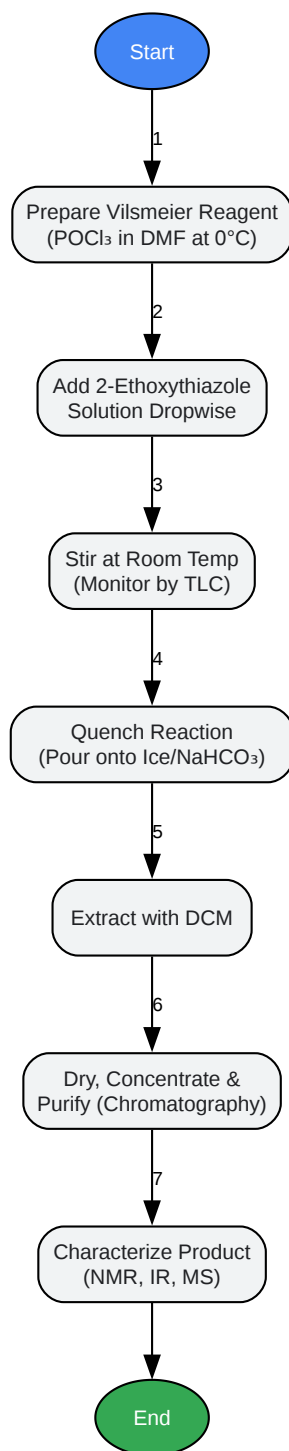 Start
1
Prepare Vilsmeier Reagent
(POCl₃ in DMF at 0°C)
2
Add 2-Ethoxythiazole
Solution Dropwise
3
Stir at Room Temp
(Monitor by TLC)
4
Quench Reaction
(Pour onto Ice/NaHCO₃)
5
Extract with DCM
6
Dry, Concentrate &
Purify (Chromatography)
7
Characterize Product
(NMR, IR, MS)
End